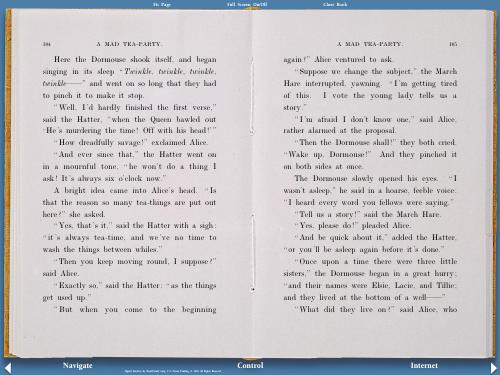 Fit Page
Full Screen On/Off
Close Book
104
A MAD TEA-PARTY.
Here the Dormouse shook itself, and began
singing in its sleep "Twinkle, twinkle, twinkle,
twinkle——" and went on so long that they had
to pinch it to make it stop.
"Well, I'd hardly finished the first verse,"
said the Hatter, "when the Queen bawled out
'He's murdering the time! Off with his head!'"
"How dreadfully savage!" exclaimed Alice.
"And ever since that," the Hatter went on
in a mournful tone, "he won't do a thing I
ask! It's always six o'clock now."
A bright idea came into Alice's head. "Is
that the reason so many tea-things are put out
here?" she asked.
"Yes, that's it," said the Hatter with a sigh:
"it's always tea-time, and we've no time to
wash the things between whiles."
"Then you keep moving round, I suppose?"
said Alice.
"Exactly so," said the Hatter: "as the things
get used up."
"But when you come to the beginning
A MAD TEA-PARTY.
105
again?" Alice ventured to ask.
"Suppose we change the subject," the March
Hare interrupted, yawning. "I'm getting tired
of this. I vote the young lady tells us a
story."
"I'm afraid I don't know one," said Alice,
rather alarmed at the proposal.
"Then the Dormouse shall!" they both cried.
"Wake up, Dormouse!" And they pinched it
on both sides at once.
The Dormouse slowly opened his eyes. "I
wasn't asleep," he said in a hoarse, feeble voice:
"I heard every word you fellows were saying."
"Tell us a story!" said the March Hare.
"Yes, please do!" pleaded Alice.
"And be quick about it," added the Hatter,
"or you'll be asleep again before it's done."
"Once upon a time there were three little
sisters," the Dormouse began in a great hurry;
"and their names were Elsie, Lacie, and Tillie;
and they lived at the bottom of a well——"
"What did they live on?" said Alice, who
Navigate
Control
Internet